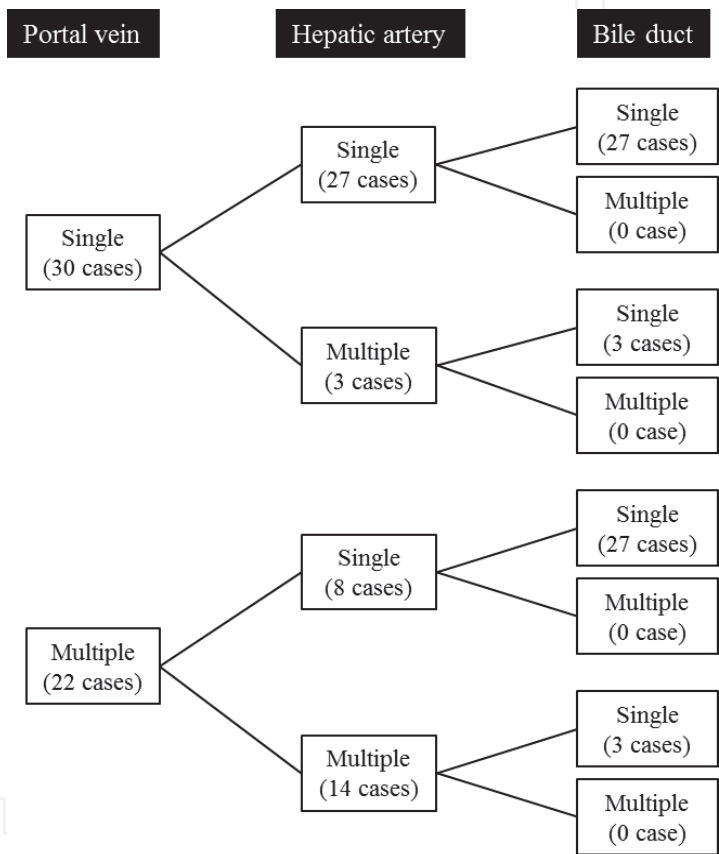 Portal vein
Hepatic artery
Bile duct
Single
(30 cases)
Single
(27 cases)
Single
(27 cases)
Multiple
(0 case)
Multiple
(3 cases)
Single
(3 cases)
Multiple
(0 case)
Multiple
(22 cases)
Single
(8 cases)
Single
(27 cases)
Multiple
(0 case)
Multiple
(14 cases)
Single
(3 cases)
Multiple
(0 case)